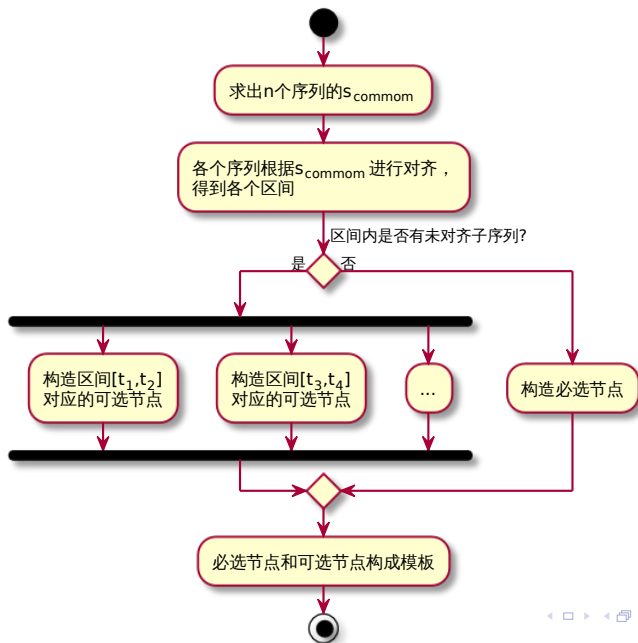 求出n个序列的scommom
各个序列根据scommom 进行对齐，
得到各个区间
区间内是否有未对齐子序列?
是
否
构造区间[t1,t2]
对应的可选节点
构造区间[t3,t4]
对应的可选节点
...
构造必选节点
必选节点和可选节点构成模板